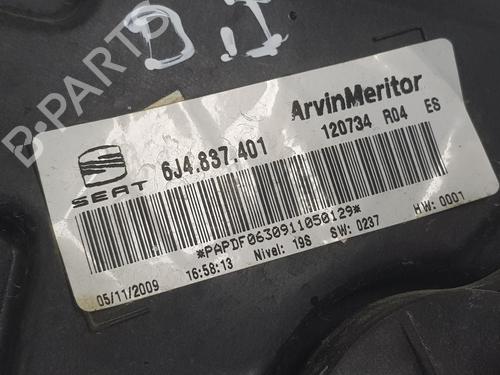 D.I
B-PARTS
SEAT
6J4.837.401
ArvinMeritor
120734 R04 ES
*PAPDF0630911050129*
05/11/2009 16:58:13 Nivel: 19S SW: 0237 HW: 0001